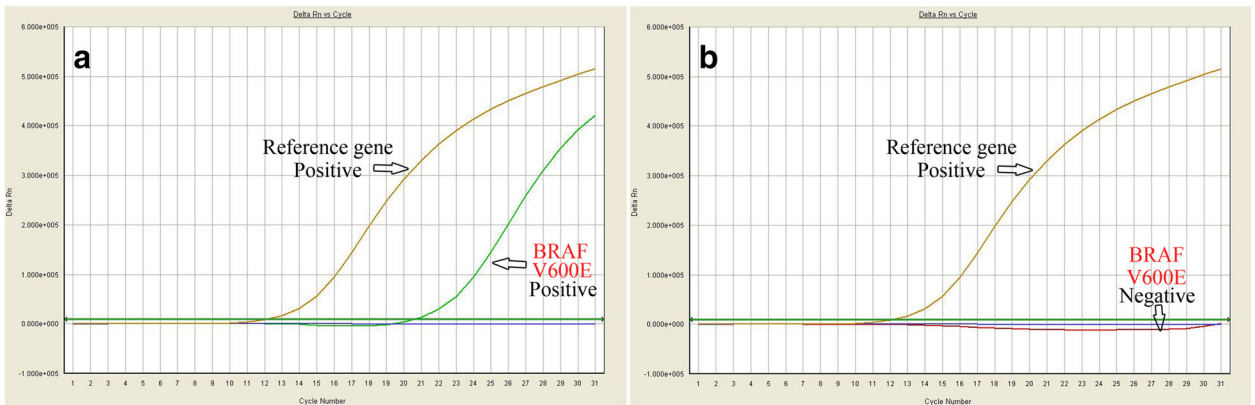 Delta Rn vs Cycle
a
6.000e+005
5.000e+005
4.000e+005
3.000e+005
2.000e+005
1.000e+005
0.000e+000
-1.000e+005
Delta Rn
Reference gene
Positive
BRAF
V600E
Positive
1 2 3 4 5 6 7 8 9 10 11 12 13 14 15 16 17 18 19 20 21 22 23 24 25 26 27 28 29 30 31
Cycle Number
Delta Rn vs Cycle
b
6.000e+005
5.000e+005
4.000e+005
3.000e+005
2.000e+005
1.000e+005
0.000e+000
-1.000e+005
Delta Rn
Reference gene
Positive
BRAF
V600E
Negative
1 2 3 4 5 6 7 8 9 10 11 12 13 14 15 16 17 18 19 20 21 22 23 24 25 26 27 28 29 30 31
Cycle Number